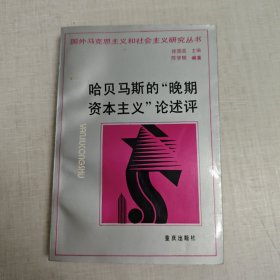 国外马克思主义和社会主义研究丛书
徐崇温 主编
陈学明 编著
哈贝马斯的“晚期
资本主义”论述评
YANJIUCONGSHU
重庆出版社